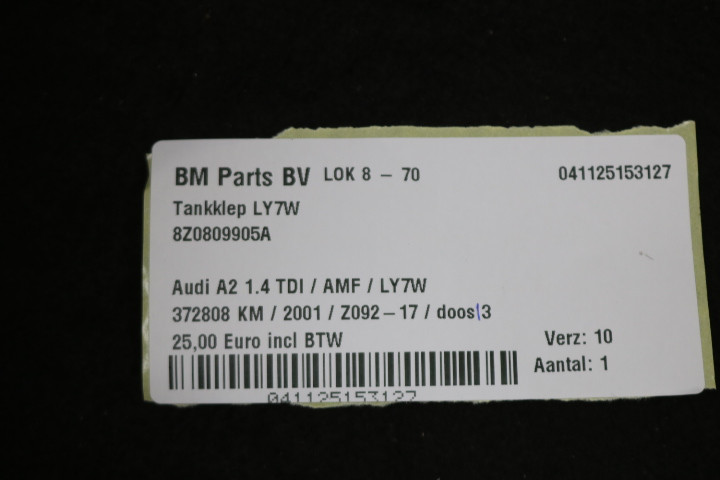 BM Parts BV LOK 8 - 70 041125153127
Tankklep LY7W
8Z0809905A
Audi A2 1.4 TDI / AMF / LY7W
372808 KM / 2001 / Z092-17 / doos 3
25,00 Euro incl BTW Verz: 10
Aantal: 1
041125153127